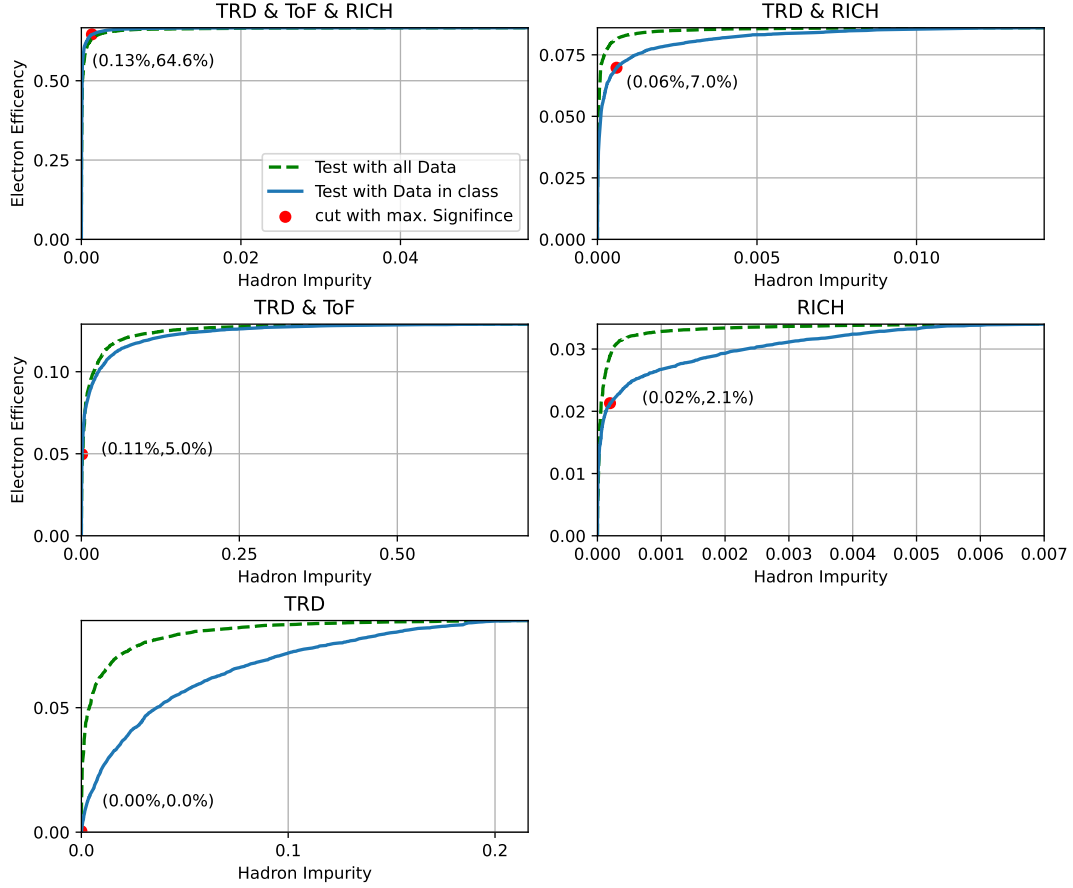 TRD & ToF & RICH
Electron Efficency
0.50
0.25
0.00
(0.13%,64.6%)
Test with all Data
Test with Data in class
cut with max. Signifince
0.00 0.02 0.04
Hadron Impurity
TRD & RICH
0.075
0.050
0.025
0.000
(0.06%,7.0%)
0.000 0.005 0.010
Hadron Impurity
TRD & ToF
Electron Efficency
0.10
0.05
0.00
(0.11%,5.0%)
0.00 0.25 0.50
Hadron Impurity
RICH
0.03
0.02
0.01
0.00
(0.02%,2.1%)
0.000 0.001 0.002 0.003 0.004 0.005 0.006 0.007
Hadron Impurity
TRD
0.05
0.00
(0.00%,0.0%)
0.0 0.1 0.2
Hadron Impurity